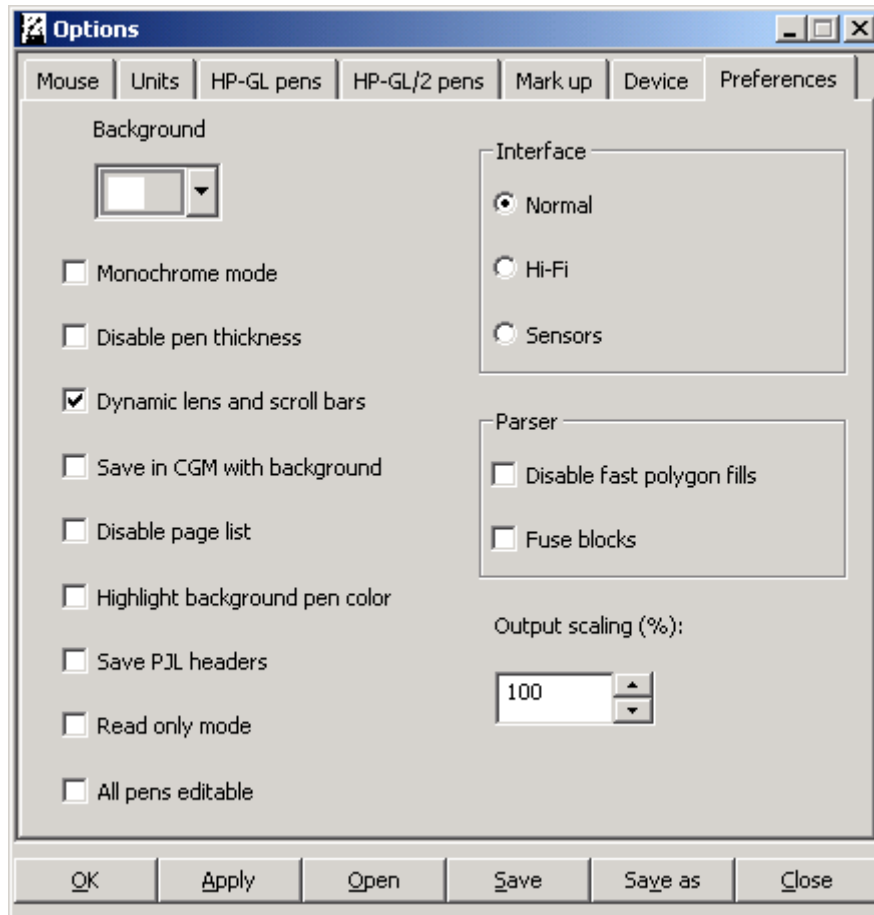 Options
Mouse Units HP-GL pens HP-GL/2 pens Mark up Device Preferences
Background
Monochrome mode
Disable pen thickness
Dynamic lens and scroll bars
Save in CGM with background
Disable page list
Highlight background pen color
Save PJL headers
Read only mode
All pens editable
Interface
Normal
Hi-Fi
Sensors
Parser
Disable fast polygon fills
Fuse blocks
Output scaling (%):
100
OK Apply Open Save Save as Close